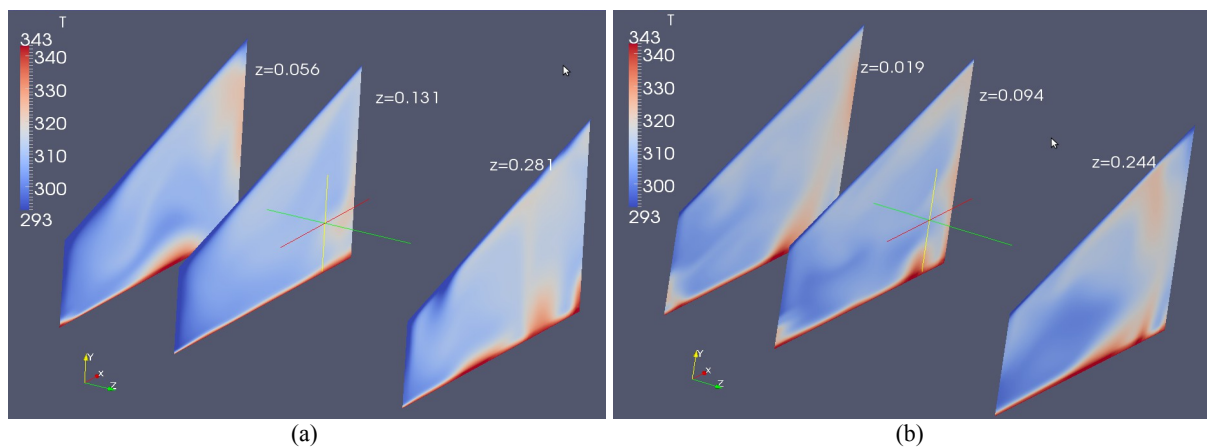 T
343
340
330
320
310
300
293
z=0.056
z=0.131
z=0.281
Y
x
Z
(a)
T
343
340
330
320
310
300
293
z=0.019
z=0.094
z=0.244
Y
x
Z
(b)